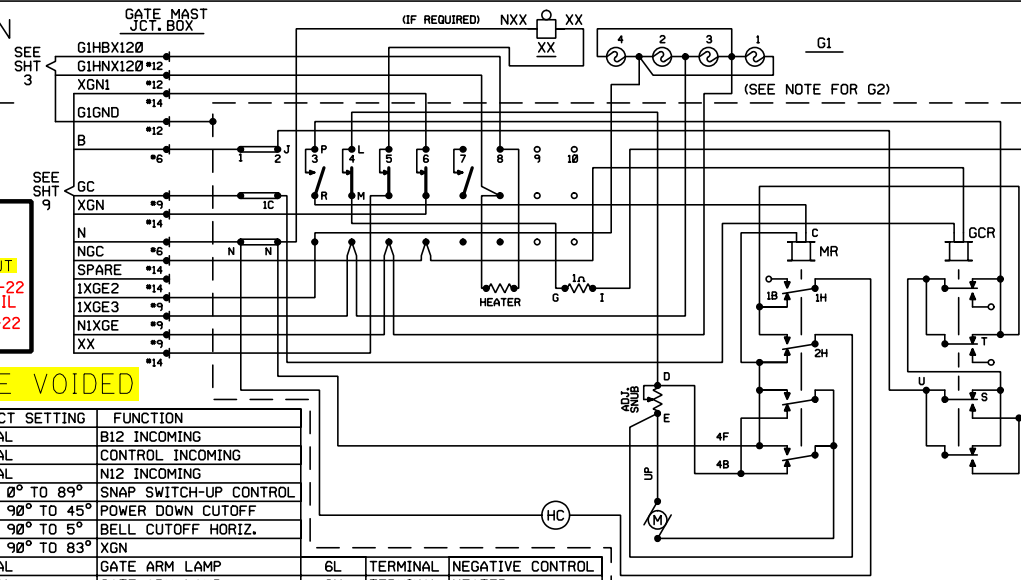 N
GATE MAST
JCT. BOX
(IF REQUIRED) NXX XX
XX
4 2 3 1
G1
(SEE NOTE FOR G2)
SEE
SHT
3
G1HBX120
G1HNX120 #12
XGN1 #12
#14
G1GND
#12
B
#6
SEE
SHT
9
GC
XGN #9
#14
N
NGC #6
SPARE #14
1XGE2 #14
1XGE3 #9
N1XGE #9
XX #9
#14
1 2 J 3 P 4 L 5 6 7 8 9 10
1C R M
N N
HEATER
G 1Ω I
C
MR
GCR
1B 1H
2H
T
U S
D
ADJ.
SNUB
E
4F
4B
UP
M
HC
UT
-22
IL
-22
E VOIDED
CT SETTING FUNCTION
AL B12 INCOMING
AL CONTROL INCOMING
AL N12 INCOMING
0° TO 89° SNAP SWITCH-UP CONTROL
90° TO 45° POWER DOWN CUTOFF
90° TO 5° BELL CUTOFF HORIZ.
90° TO 83° XGN
AL GATE ARM LAMP 6L TERMINAL NEGATIVE CONTROL